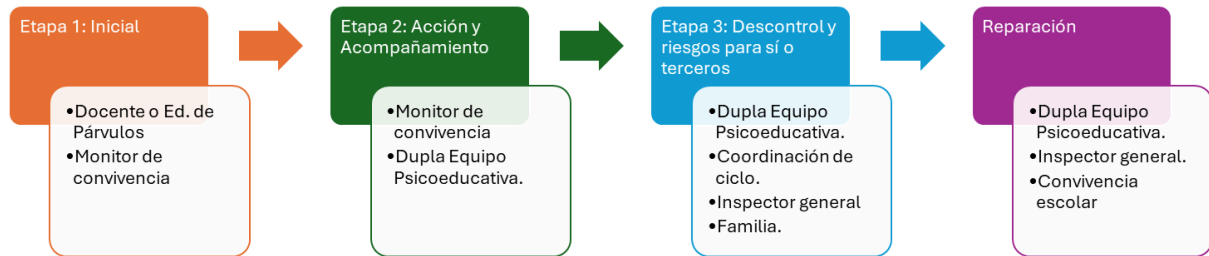 Etapa 1: Inicial
•Docente o Ed. de
Párvulos
•Monitor de
convivencia
Etapa 2: Acción y
Acompañamiento
•Monitor de
convivencia
•Dupla Equipo
Psicoeducativa.
Etapa 3: Descontrol y
riesgos para sí o
terceros
•Dupla Equipo
Psicoeducativa.
•Coordinación de
ciclo.
•Inspector general
•Familia.
Reparación
•Dupla Equipo
Psicoeducativa.
•Inspector general.
•Convivencia
escolar